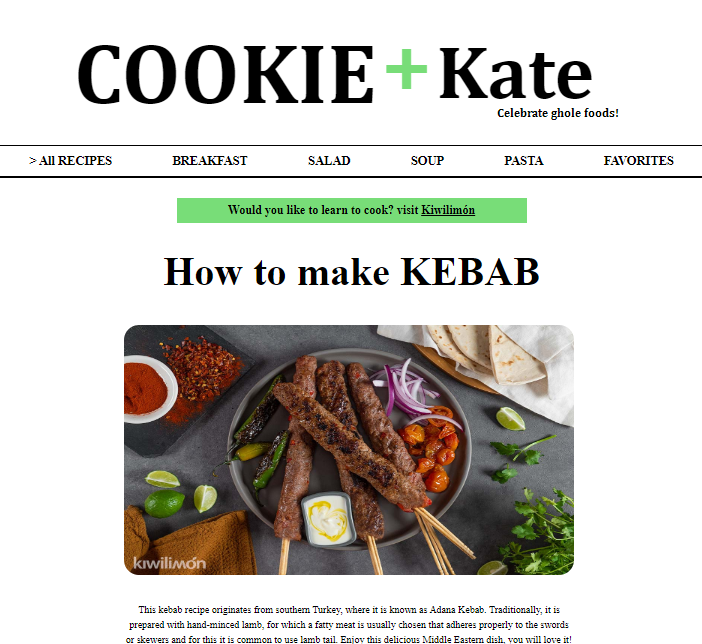 COOKIE + Kate
Celebrate ghole foods!
> All RECIPES BREAKFAST SALAD SOUP PASTA FAVORITES
Would you like to learn to cook? visit Kiwilimón
How to make KEBAB
kiwilimón
This kebab recipe originates from southern Turkey, where it is known as Adana Kebab. Traditionally, it is
prepared with hand-minced lamb, for which a fatty meat is usually chosen that adheres properly to the swords
or skewers and for this it is common to use lamb tail. Enjoy this delicious Middle Eastern dish, you will love it!